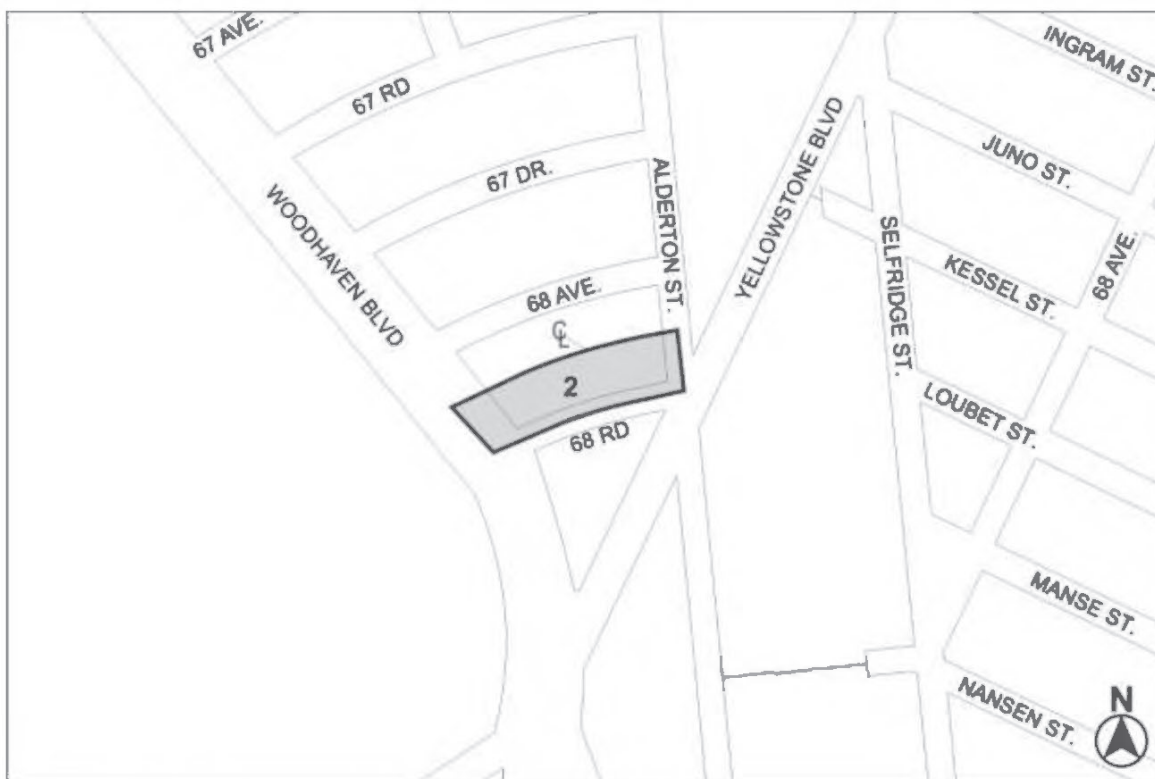 67 AVE.
INGRAM ST.
67 RD
JUNO ST.
67 DR.
ALDERTON ST.
YELLOWSTONE BLVD
WOODHAVEN BLVD
SELFRIDGE ST.
KESSEL ST.
68 AVE.
68 AVE.
CL
2
LOUBET ST.
68 RD
MANSE ST.
NANSEN ST.
N